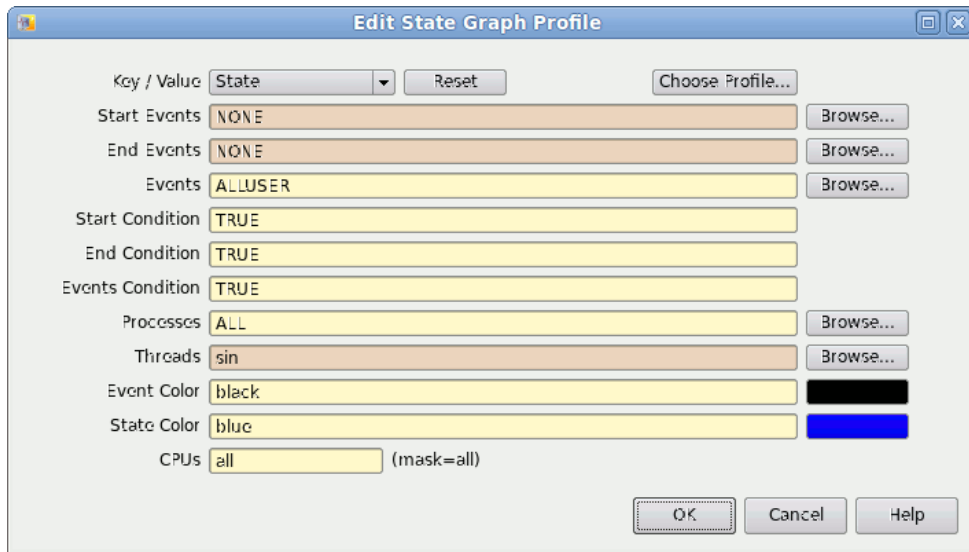 Edit State Graph Profile
Key / Value State Reset Choose Profile...
Start Events NONE Browse...
End Events NONE Browse...
Events ALLUSER Browse...
Start Condition TRUE
End Condition TRUE
Events Condition TRUE
Processes ALL Browse...
Threads sin Browse...
Event Color black
State Color blue
CPUs all (mask=all)
OK Cancel Help